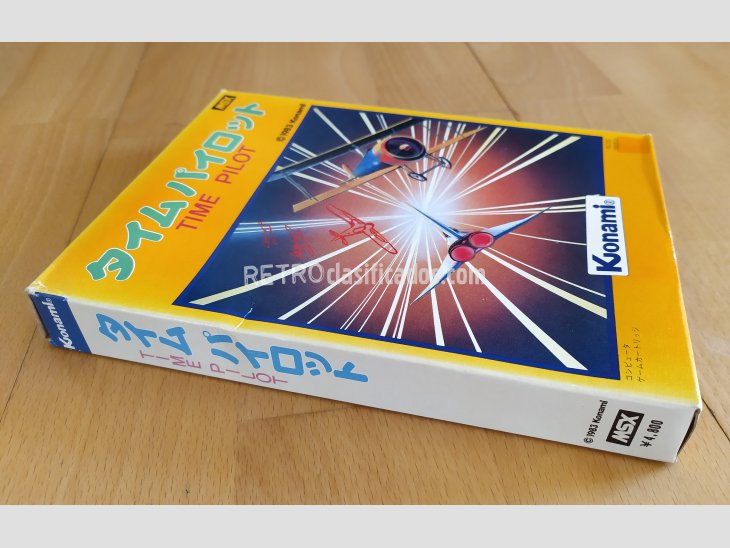 MSX
タイムパイロット
TIME PILOT
©1983 Konami
Konami®
コンピュータ
ゲームカートリッジ
RETROclasificados.com
Konami®
タイム
パイロット
TIME PILOT
©1983 Konami
MSX
¥4,800